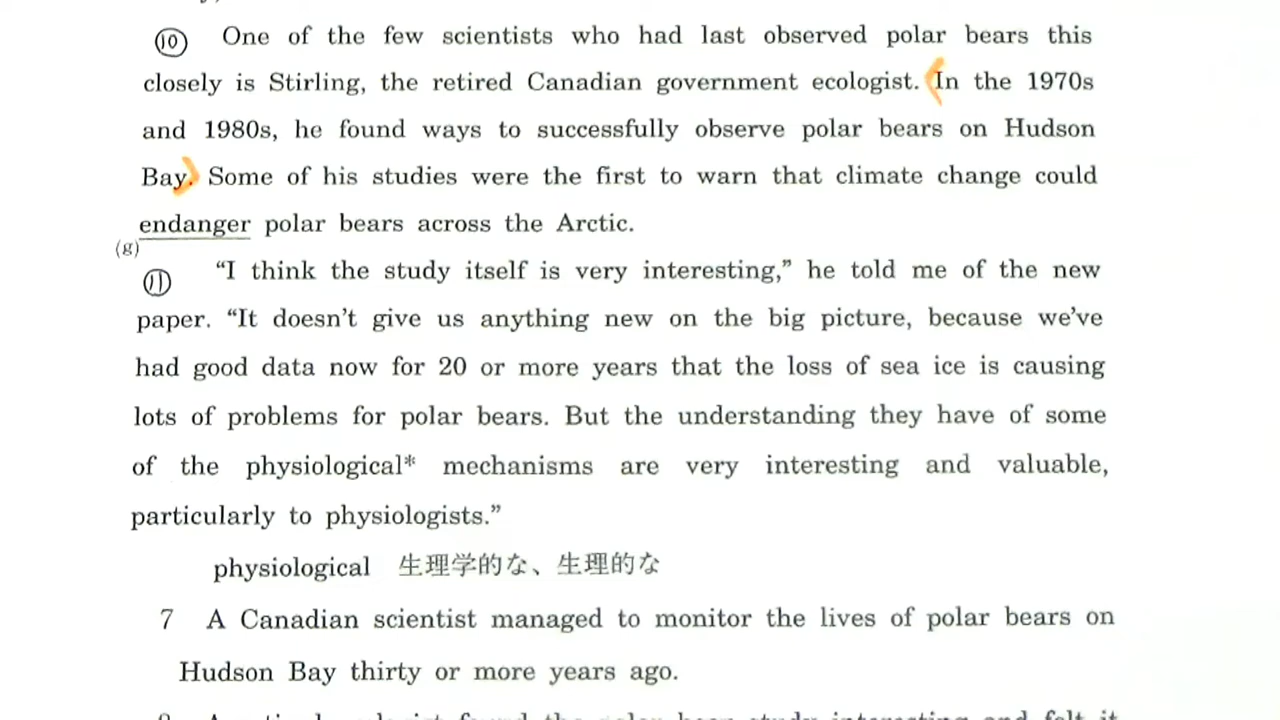 ⑩ One of the few scientists who had last observed polar bears this
closely is Stirling, the retired Canadian government ecologist. In the 1970s
and 1980s, he found ways to successfully observe polar bears on Hudson
Bay. Some of his studies were the first to warn that climate change could
endanger polar bears across the Arctic.
(g)
⑪ “I think the study itself is very interesting,” he told me of the new
paper. “It doesn’t give us anything new on the big picture, because we’ve
had good data now for 20 or more years that the loss of sea ice is causing
lots of problems for polar bears. But the understanding they have of some
of the physiological* mechanisms are very interesting and valuable,
particularly to physiologists.”
physiological 生理学的な、生理的な
7 A Canadian scientist managed to monitor the lives of polar bears on
Hudson Bay thirty or more years ago.